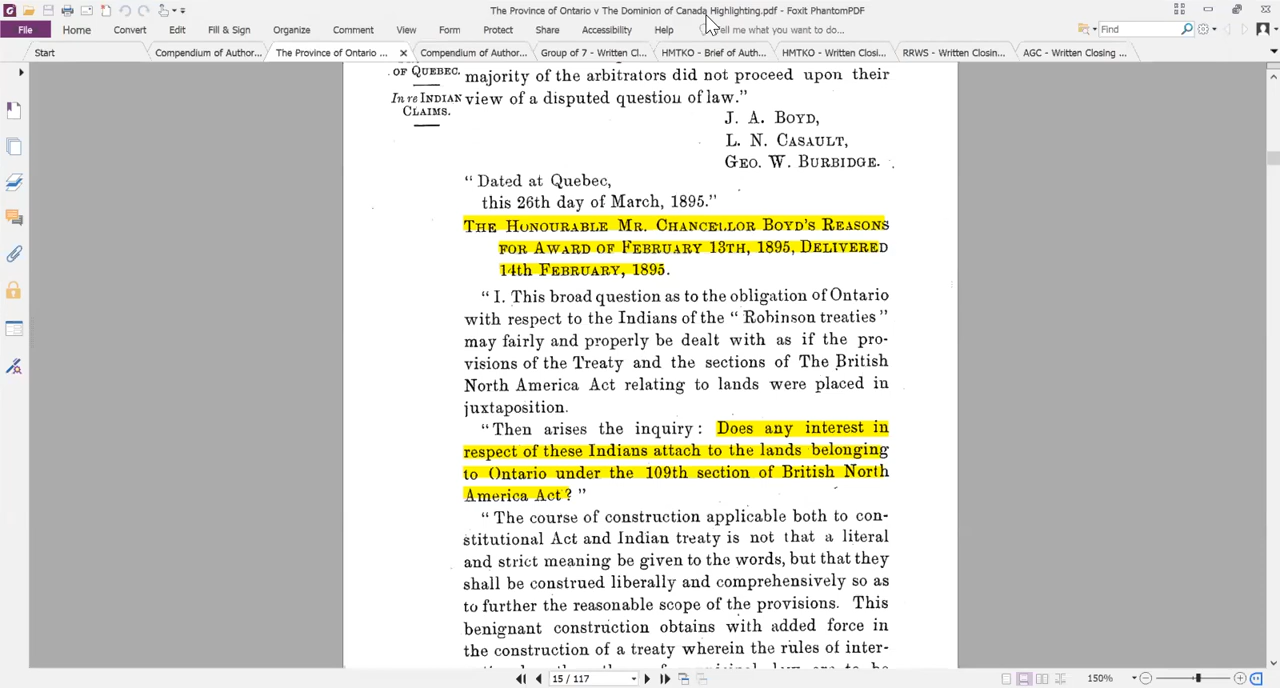 The Province of Ontario v The Dominion of Canada Highlighting.pdf - Foxit PhantomPDF
File Home Convert Edit Fill & Sign Organize Comment View Form Protect Share Accessibility Help Tell me what you want to do... Find
Start Compendium of Author... The Province of Ontario ... Compendium of Author... Group of 7 - Written Cl... HMTKO - Brief of Auth... HMTKO - Written Closi... RRWS - Written Closin... AGC - Written Closing ...
OF QUEBEC.
In re INDIAN
CLAIMS.
majority of the arbitrators did not proceed upon their
view of a disputed question of law."
J. A. BOYD,
L. N. CASAULT,
GEO. W. BURBIDGE.
" Dated at Quebec,
this 26th day of March, 1895."
THE HONOURABLE MR. CHANCELLOR BOYD'S REASONS
FOR AWARD OF FEBRUARY 13TH, 1895, DELIVERED
14th FEBRUARY, 1895.
" I. This broad question as to the obligation of Ontario
with respect to the Indians of the " Robinson treaties "
may fairly and properly be dealt with as if the pro-
visions of the Treaty and the sections of The British
North America Act relating to lands were placed in
juxtaposition.
" Then arises the inquiry : Does any interest in
respect of these Indians attach to the lands belonging
to Ontario under the 109th section of British North
America Act ? "
" The course of construction applicable both to con-
stitutional Act and Indian treaty is not that a literal
and strict meaning be given to the words, but that they
shall be construed liberally and comprehensively so as
to further the reasonable scope of the provisions. This
benignant construction obtains with added force in
the construction of a treaty wherein the rules of inter-
15 / 117 150%